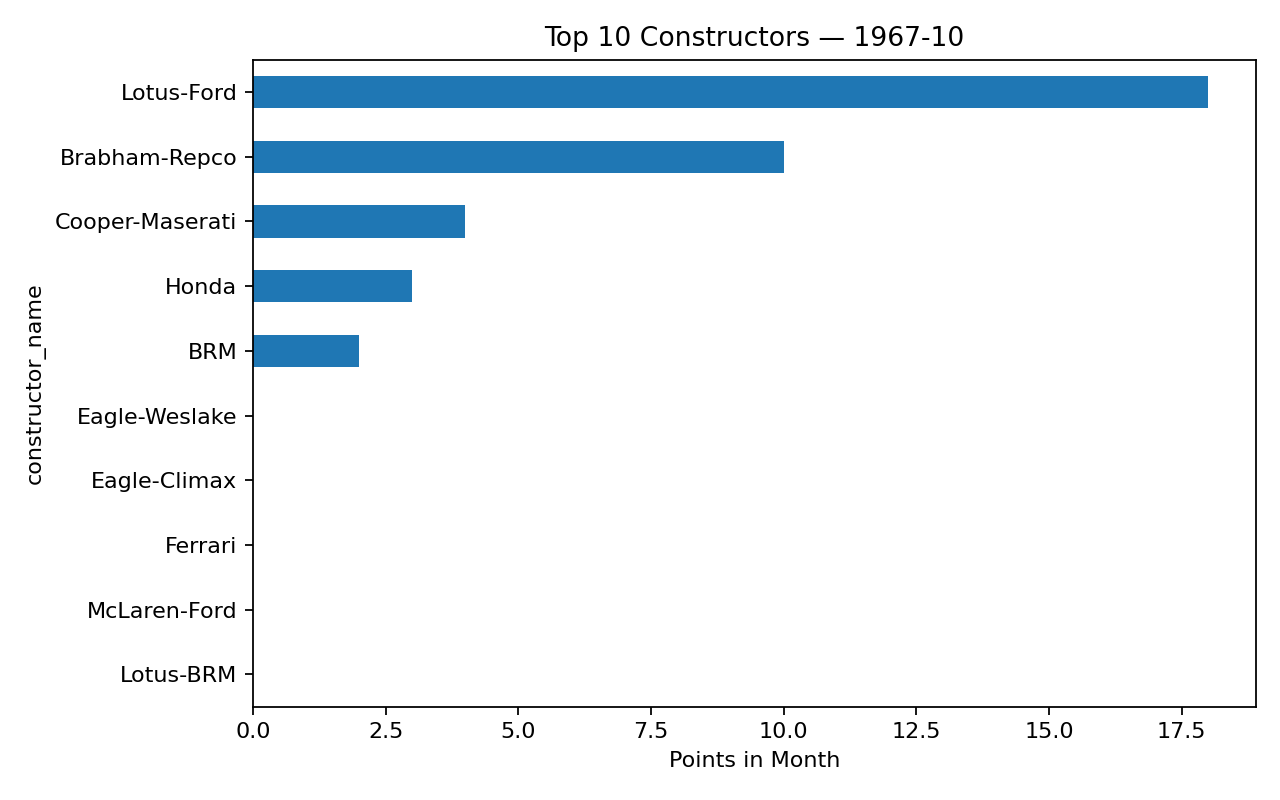 Top 10 Constructors — 1967-10
constructor_name
Lotus-Ford
Brabham-Repco
Cooper-Maserati
Honda
BRM
Eagle-Weslake
Eagle-Climax
Ferrari
McLaren-Ford
Lotus-BRM
0.0 2.5 5.0 7.5 10.0 12.5 15.0 17.5
Points in Month